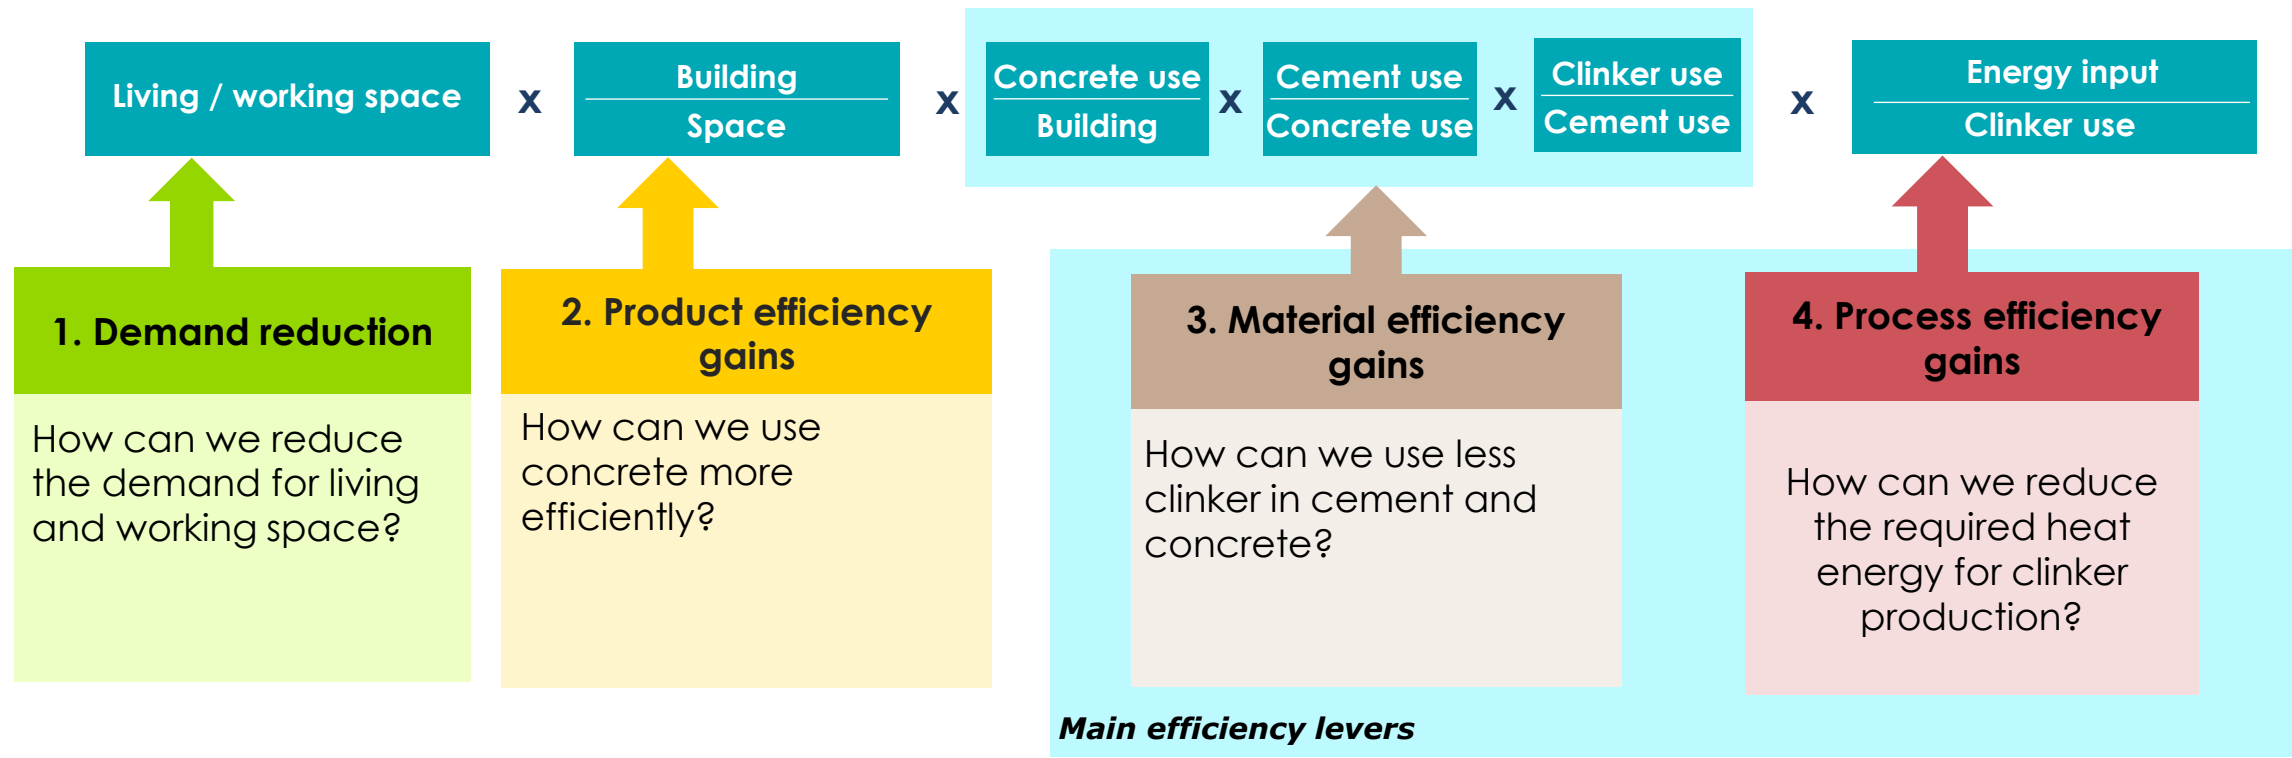 Living / working space
x
Building
Space
x
Concrete use
Building
x
Cement use
Concrete use
x
Clinker use
Cement use
x
Energy input
Clinker use
1. Demand reduction
How can we reduce
the demand for living
and working space?
2. Product efficiency
gains
How can we use
concrete more
efficiently?
3. Material efficiency
gains
How can we use less
clinker in cement and
concrete?
4. Process efficiency
gains
How can we reduce
the required heat
energy for clinker
production?
Main efficiency levers